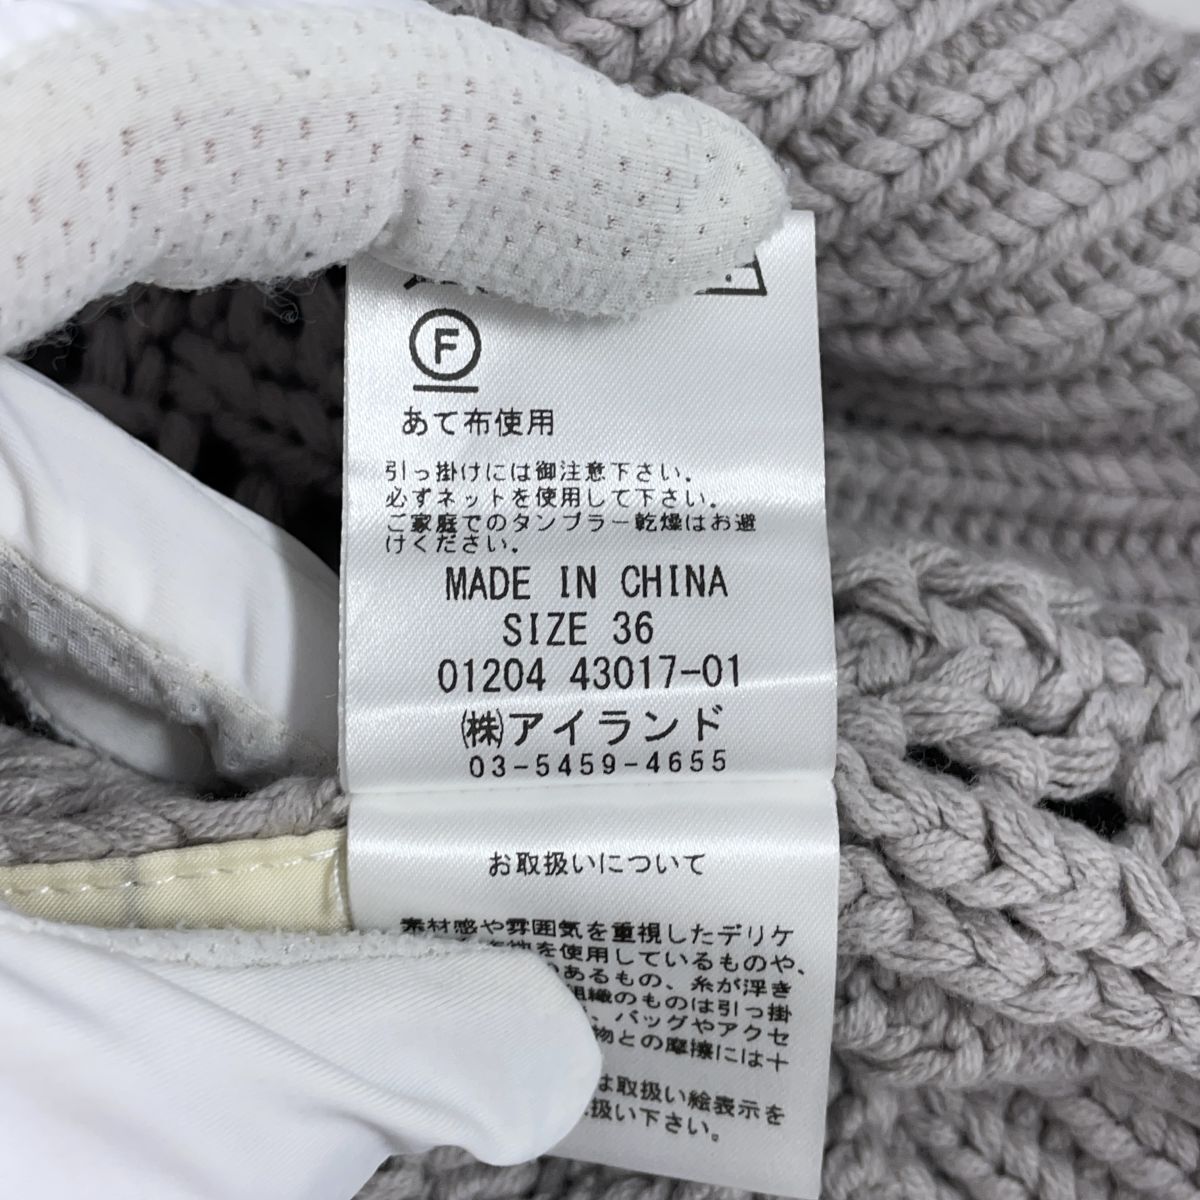 F
あて布使用
引っ掛けには御注意下さい.
必ずネットを使用して下さい.
ご家庭でのタンブラー乾燥はお避
けください.
MADE IN CHINA
SIZE 36
01204 43017-01
㈱アイランド
03-5459-4655
お取扱いについて
素材感や雰囲気を重視したデリケ
を使用しているものや、
のあるもの、糸が浮き
組織のものは引っ掛
、バッグやアクセ
物との摩擦には十
は取扱い絵表示を
扱い下さい。